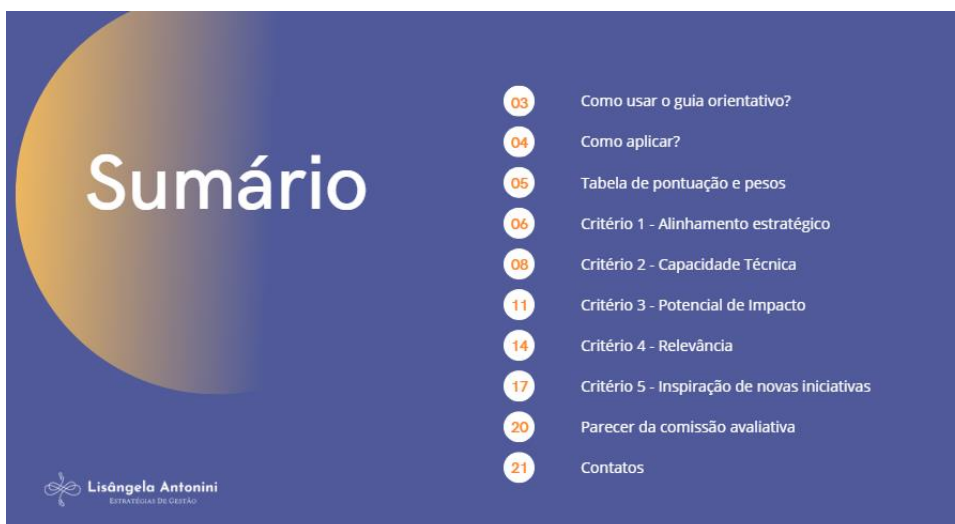 Sumário
03 Como usar o guia orientativo?
04 Como aplicar?
05 Tabela de pontuação e pesos
06 Critério 1 - Alinhamento estratégico
08 Critério 2 - Capacidade Técnica
11 Critério 3 - Potencial de Impacto
14 Critério 4 - Relevância
17 Critério 5 - Inspiração de novas iniciativas
20 Parecer da comissão avaliativa
21 Contatos
Lisângela Antonini
Estratégias De Gestão